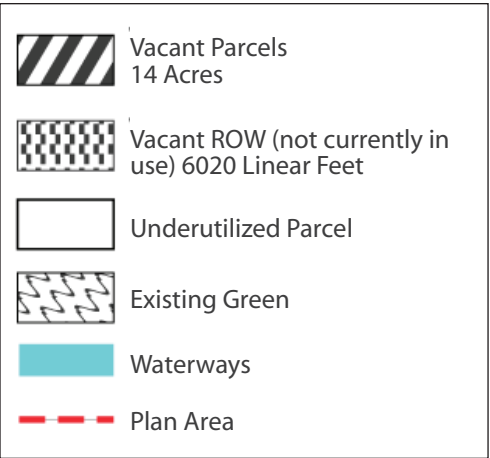 Vacant Parcels
14 Acres
Vacant ROW (not currently in
use) 6020 Linear Feet
Underutilized Parcel
Existing Green
Waterways
Plan Area